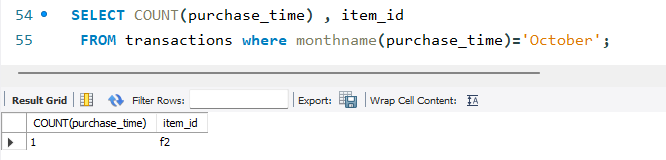 54 SELECT COUNT(purchase_time) , item_id
55 FROM transactions where monthname(purchase_time)='October';
Result Grid Filter Rows: Export: Wrap Cell Content:
COUNT(purchase_time) item_id
1 f2